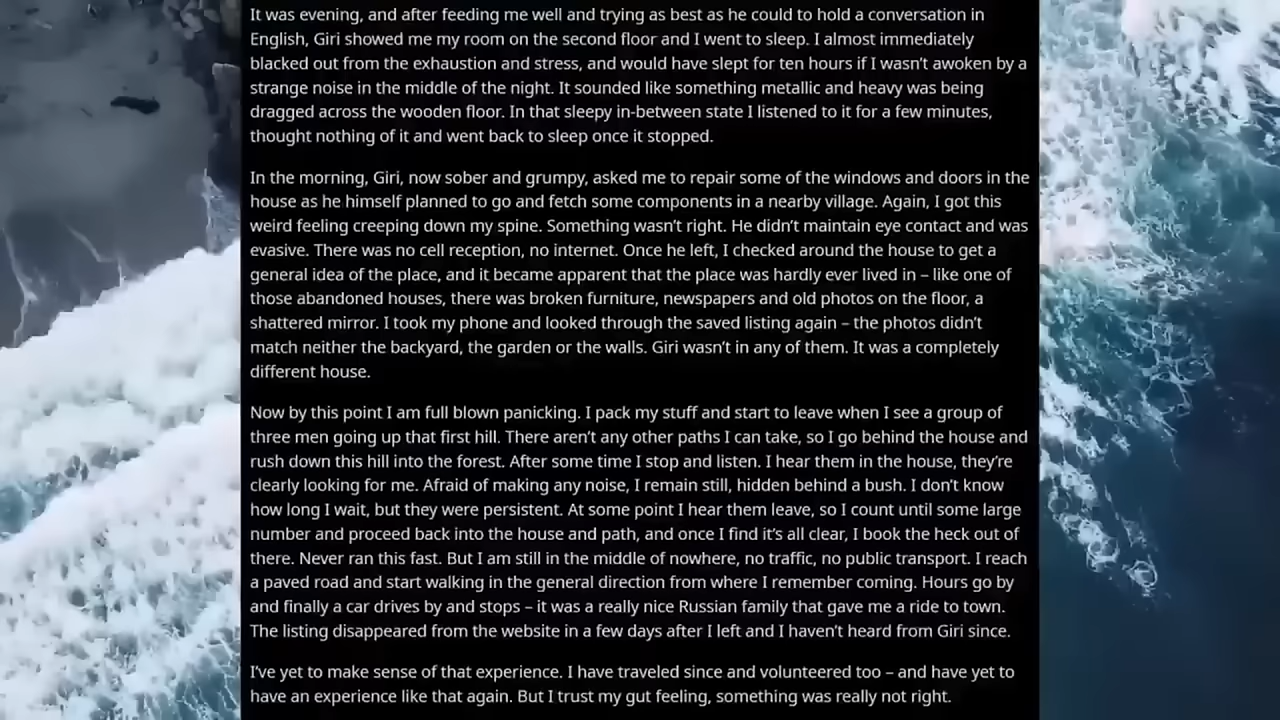 It was evening, and after feeding me well and trying as best as he could to hold a conversation in
English, Giri showed me my room on the second floor and I went to sleep. I almost immediately
blacked out from the exhaustion and stress, and would have slept for ten hours if I wasn’t awoken by a
strange noise in the middle of the night. It sounded like something metallic and heavy was being
dragged across the wooden floor. In that sleepy in-between state I listened to it for a few minutes,
thought nothing of it and went back to sleep once it stopped.
In the morning, Giri, now sober and grumpy, asked me to repair some of the windows and doors in the
house as he himself planned to go and fetch some components in a nearby village. Again, I got this
weird feeling creeping down my spine. Something wasn’t right. He didn’t maintain eye contact and was
evasive. There was no cell reception, no internet. Once he left, I checked around the house to get a
general idea of the place, and it became apparent that the place was hardly ever lived in – like one of
those abandoned houses, there was broken furniture, newspapers and old photos on the floor, a
shattered mirror. I took my phone and looked through the saved listing again – the photos didn’t
match neither the backyard, the garden or the walls. Giri wasn’t in any of them. It was a completely
different house.
Now by this point I am full blown panicking. I pack my stuff and start to leave when I see a group of
three men going up that first hill. There aren’t any other paths I can take, so I go behind the house and
rush down this hill into the forest. After some time I stop and listen. I hear them in the house, they’re
clearly looking for me. Afraid of making any noise, I remain still, hidden behind a bush. I don’t know
how long I wait, but they were persistent. At some point I hear them leave, so I count until some large
number and proceed back into the house and path, and once I find it’s all clear, I book the heck out of
there. Never ran this fast. But I am still in the middle of nowhere, no traffic, no public transport. I reach
a paved road and start walking in the general direction from where I remember coming. Hours go by
and finally a car drives by and stops – it was a really nice Russian family that gave me a ride to town.
The listing disappeared from the website in a few days after I left and I haven’t heard from Giri since.
I’ve yet to make sense of that experience. I have traveled since and volunteered too – and have yet to
have an experience like that again. But I trust my gut feeling, something was really not right.